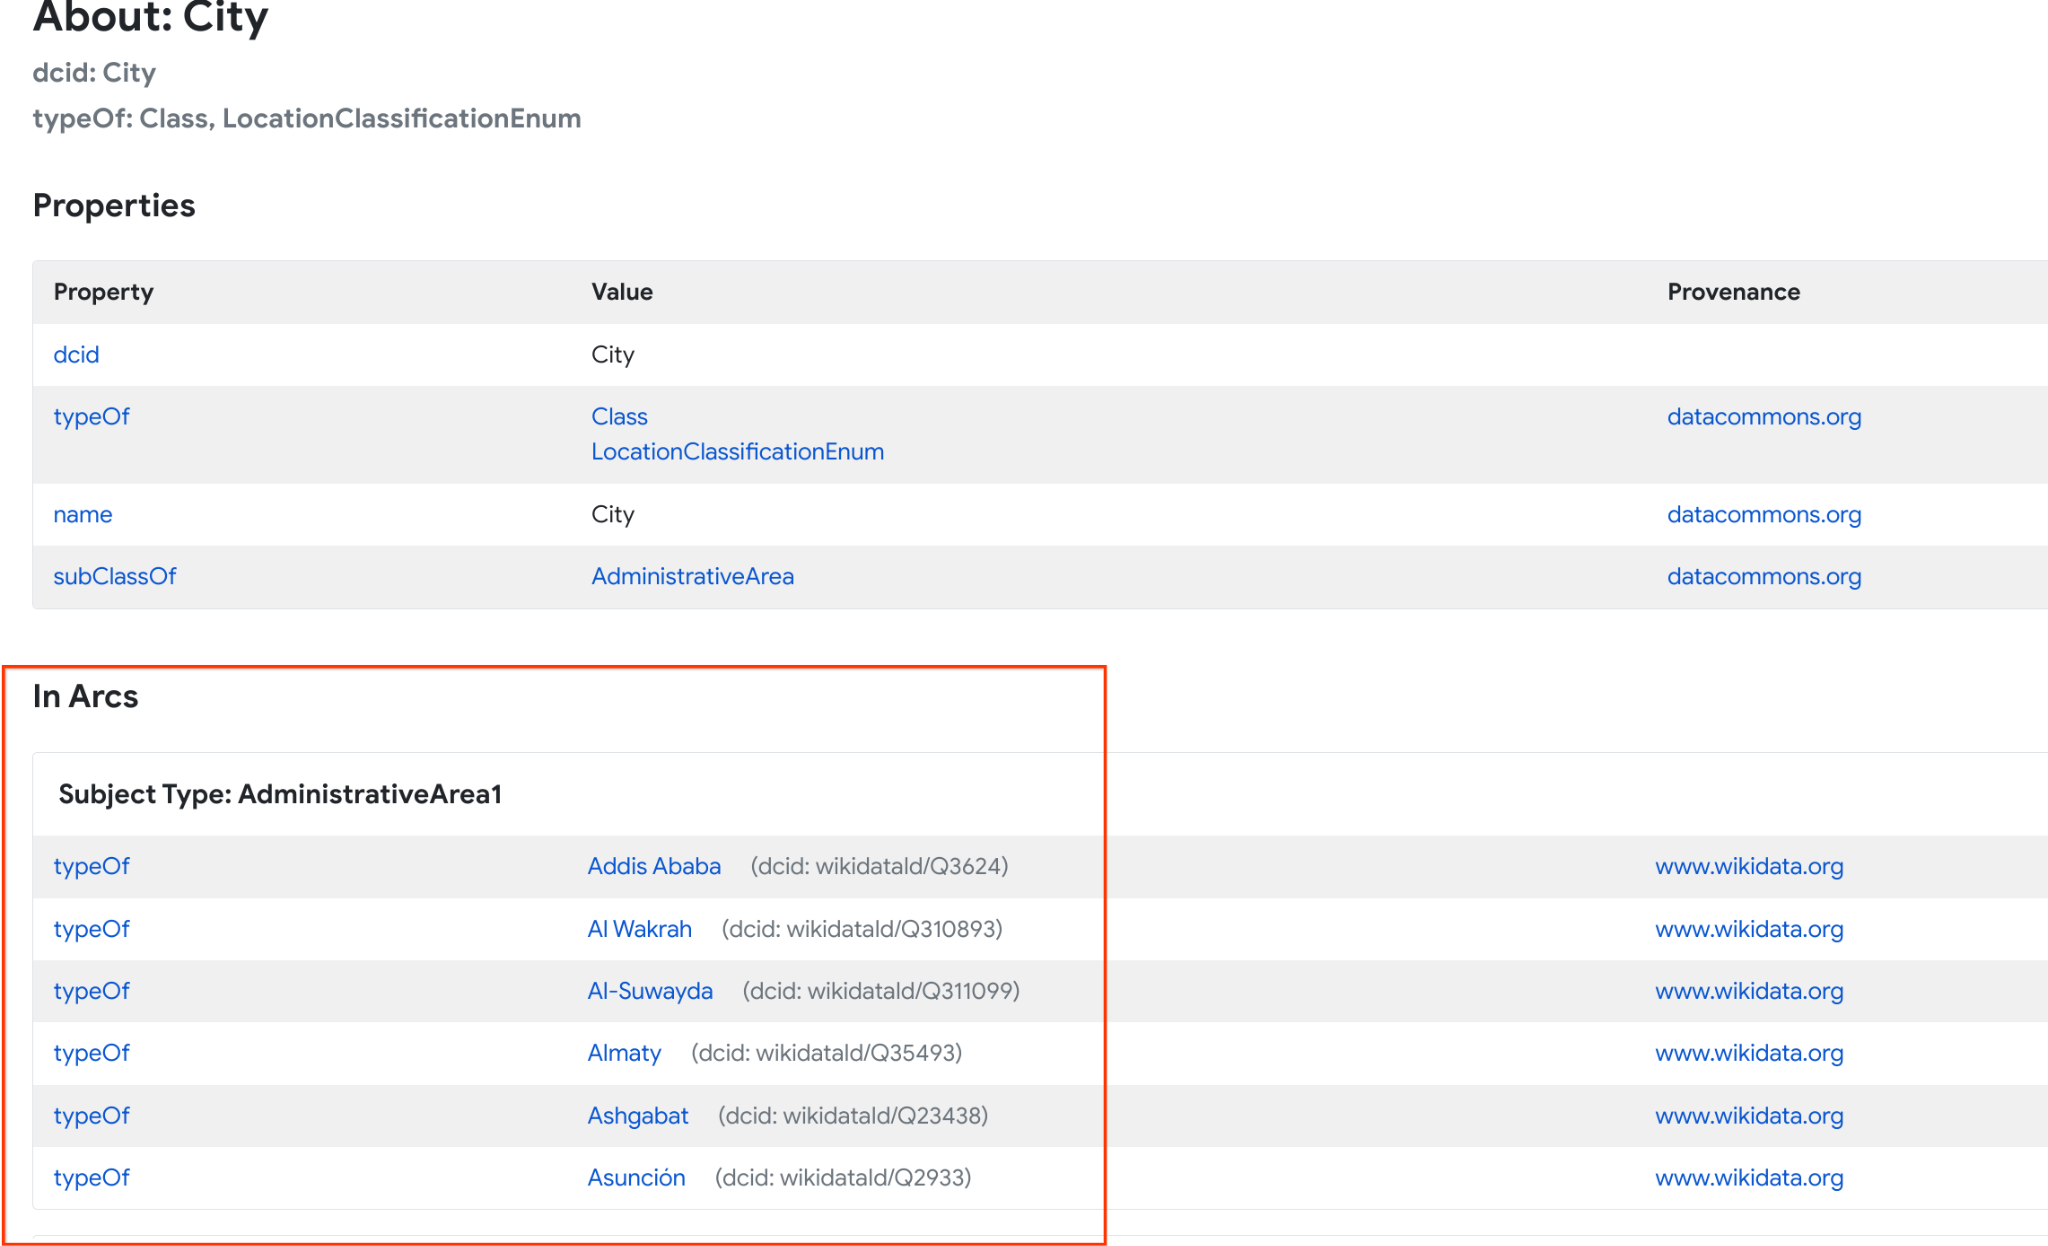 About: City
dcid: City
typeOf: Class, LocationClassificationEnum
Properties
Property Value Provenance
dcid City
typeOf Class datacommons.org
LocationClassificationEnum
name City datacommons.org
subClassOf AdministrativeArea datacommons.org
In Arcs
Subject Type: AdministrativeArea1
typeOf Addis Ababa (dcid: wikidataId/Q3624) www.wikidata.org
typeOf Al Wakrah (dcid: wikidataId/Q310893) www.wikidata.org
typeOf Al-Suwayda (dcid: wikidataId/Q311099) www.wikidata.org
typeOf Almaty (dcid: wikidataId/Q35493) www.wikidata.org
typeOf Ashgabat (dcid: wikidataId/Q23438) www.wikidata.org
typeOf Asunción (dcid: wikidataId/Q2933) www.wikidata.org